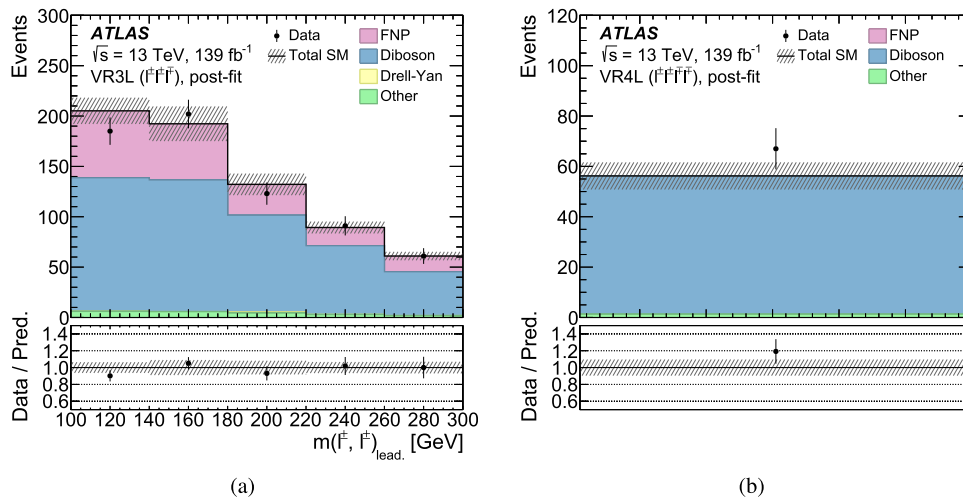 Events
300
250
200
150
100
50
0
ATLAS
√s = 13 TeV, 139 fb⁻¹
VR3L (l±l±l∓), post-fit
Data
Total SM
FNP
Diboson
Drell-Yan
Other
Data / Pred.
1.4
1.2
1.0
0.8
0.6
100 120 140 160 180 200 220 240 260 280 300
m(l±, l±)lead. [GeV]
(a)
Events
120
100
80
60
40
20
0
ATLAS
√s = 13 TeV, 139 fb⁻¹
VR4L (l±l±l∓l∓), post-fit
Data
Total SM
FNP
Diboson
Other
Data / Pred.
1.4
1.2
1.0
0.8
0.6
(b)